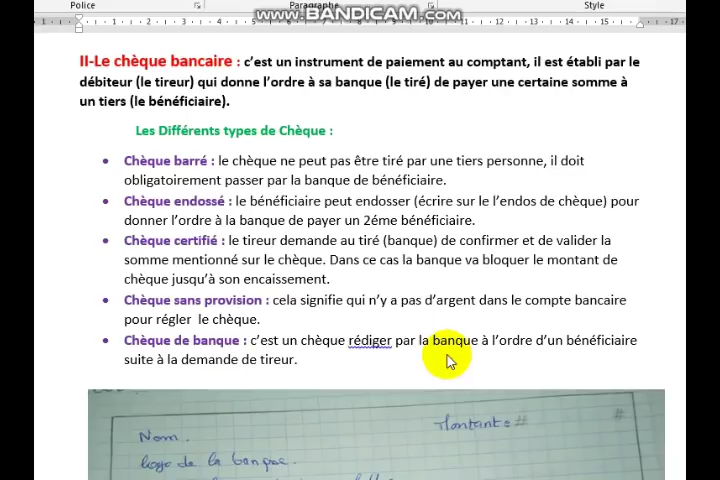 Police Paragraphe Style
WWW.BANDICAM.COM
II-Le chèque bancaire : c’est un instrument de paiement au comptant, il est établi par le
débiteur (le tireur) qui donne l’ordre à sa banque (le tiré) de payer une certaine somme à
un tiers (le bénéficiaire).
Les Différents types de Chèque :
• Chèque barré : le chèque ne peut pas être tiré par une tiers personne, il doit
obligatoirement passer par la banque de bénéficiaire.
• Chèque endossé : le bénéficiaire peut endosser (écrire sur le l’endos de chèque) pour
donner l’ordre à la banque de payer un 2éme bénéficiaire.
• Chèque certifié : le tireur demande au tiré (banque) de confirmer et de valider la
somme mentionné sur le chèque. Dans ce cas la banque va bloquer le montant de
chèque jusqu’à son encaissement.
• Chèque sans provision : cela signifie qui n’y a pas d’argent dans le compte bancaire
pour régler le chèque.
• Chèque de banque : c’est un chèque rédiger par la banque à l’ordre d’un bénéficiaire
suite à la demande de tireur.
Nom. Montant : # #
logo de la banque.